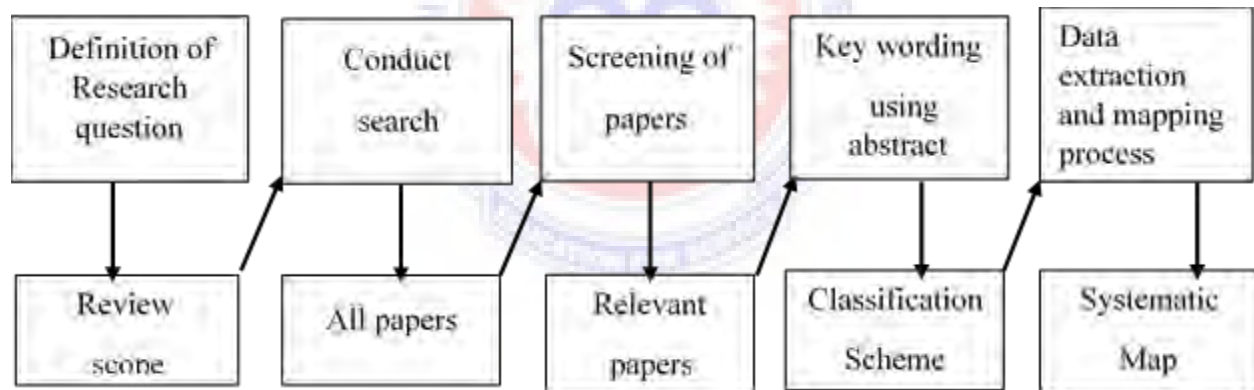 Definition of
Research
question
Conduct
search
Screening of
papers
Key wording
using
abstract
Data
extraction
and mapping
process
Review
scope
All papers
Relevant
papers
Classification
Scheme
Systematic
Map